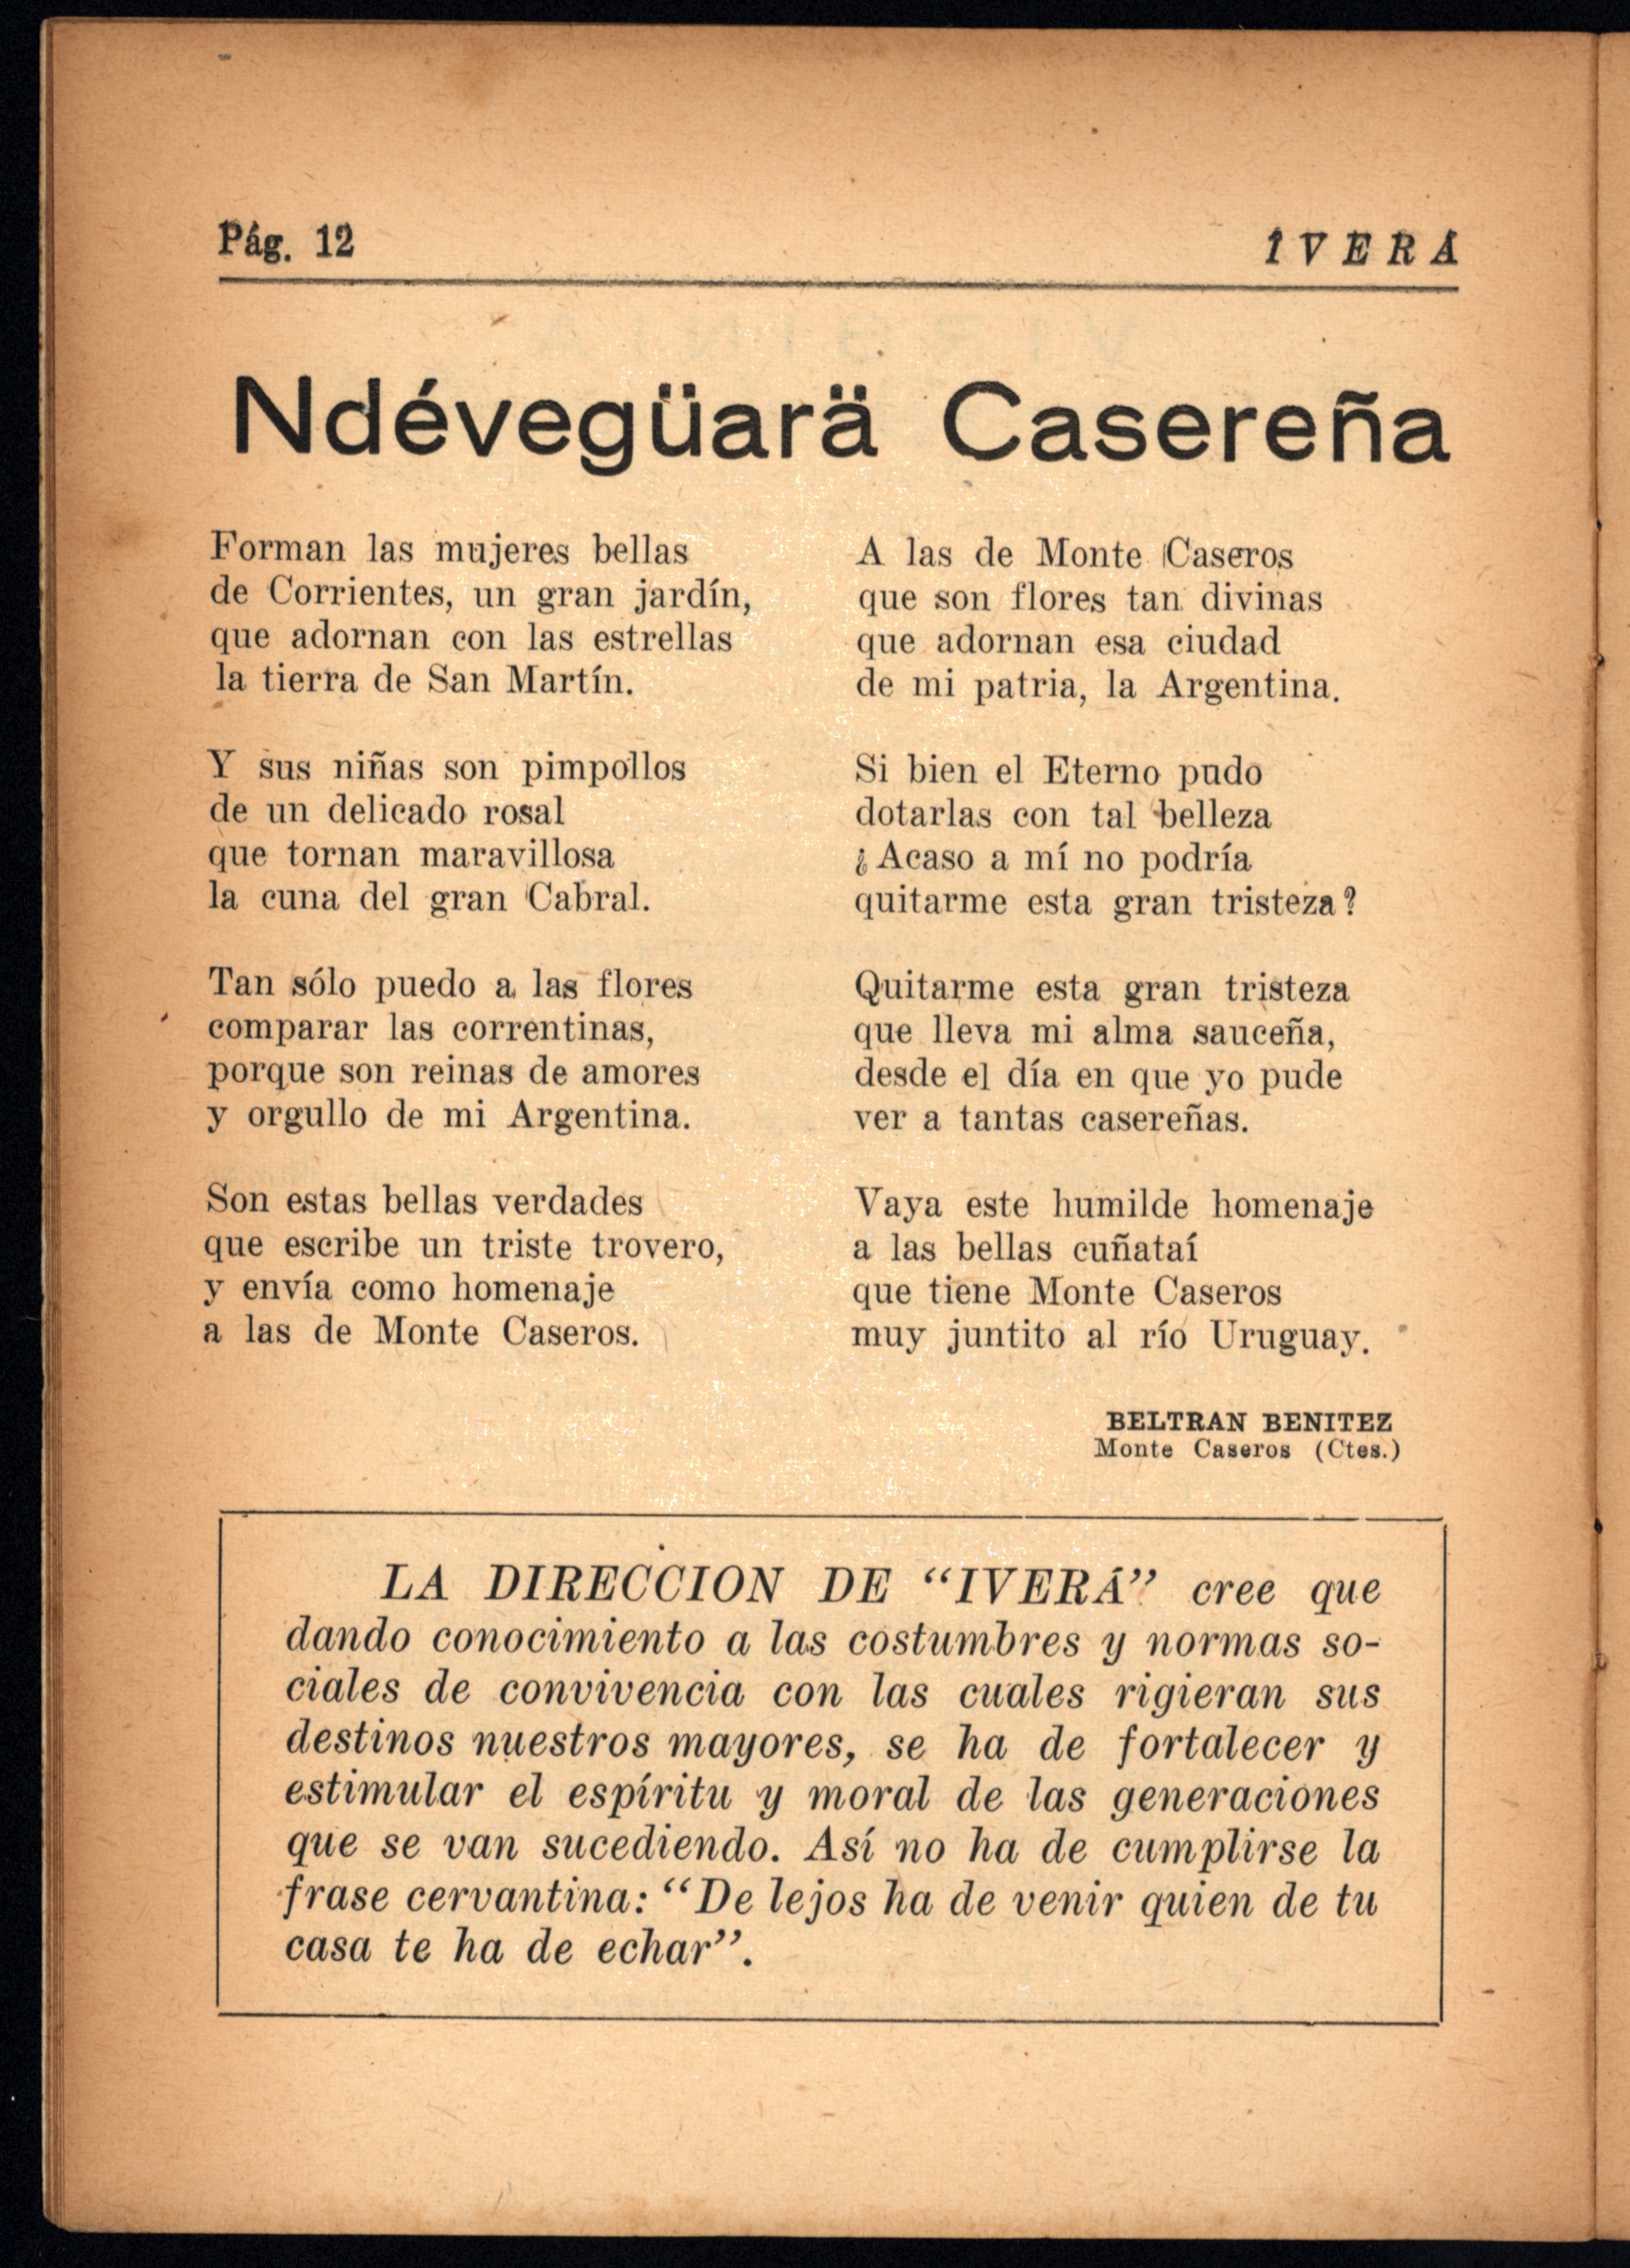 Pág. 12
IVERÁ
Ndévegüarä Casereña
Forman las mujeres bellas
de Corrientes, un gran jardín,
que adornan con las estrellas
la tierra de San Martín.
Y sus niñas son pimpollos
de un delicado rosal
que tornan maravillosa
la cuna del gran Cabral.
Tan sólo puedo a las flores
comparar las correntinas,
porque son reinas de amores
y orgullo de mi Argentina.
Son estas bellas verdades
que escribe un triste trovero,
y envía como homenaje
a las de Monte Caseros.
A las de Monte Caseros
que son flores tan divinas
que adornan esa ciudad
de mi patria, la Argentina.
Si bien el Eterno pudo
dotarlas con tal belleza
¿Acaso a mí no podría
quitarme esta gran tristeza?
Quitarme esta gran tristeza
que lleva mi alma sauceña,
desde el día en que yo pude
ver a tantas casereñas.
Vaya este humilde homenaje
a las bellas cuñataí
que tiene Monte Caseros
muy juntito al río Uruguay.
BELTRAN BENITEZ
Monte Caseros (Ctes.)
LA DIRECCION DE “IVERÁ” cree que
dando conocimiento a las costumbres y normas so-
ciales de convivencia con las cuales rigieran sus
destinos nuestros mayores, se ha de fortalecer y
estimular el espíritu y moral de las generaciones
que se van sucediendo. Así no ha de cumplirse la
frase cervantina: “De lejos ha de venir quien de tu
casa te ha de echar”.